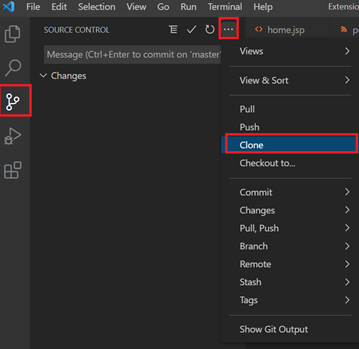 File Edit Selection View Go Run Terminal Help Extension
SOURCE CONTROL
home.jsp
Message (Ctrl+Enter to commit on 'master'
Changes
Views
View & Sort
Pull
Push
Clone
Checkout to...
Commit
Changes
Pull, Push
Branch
Remote
Stash
Tags
Show Git Output